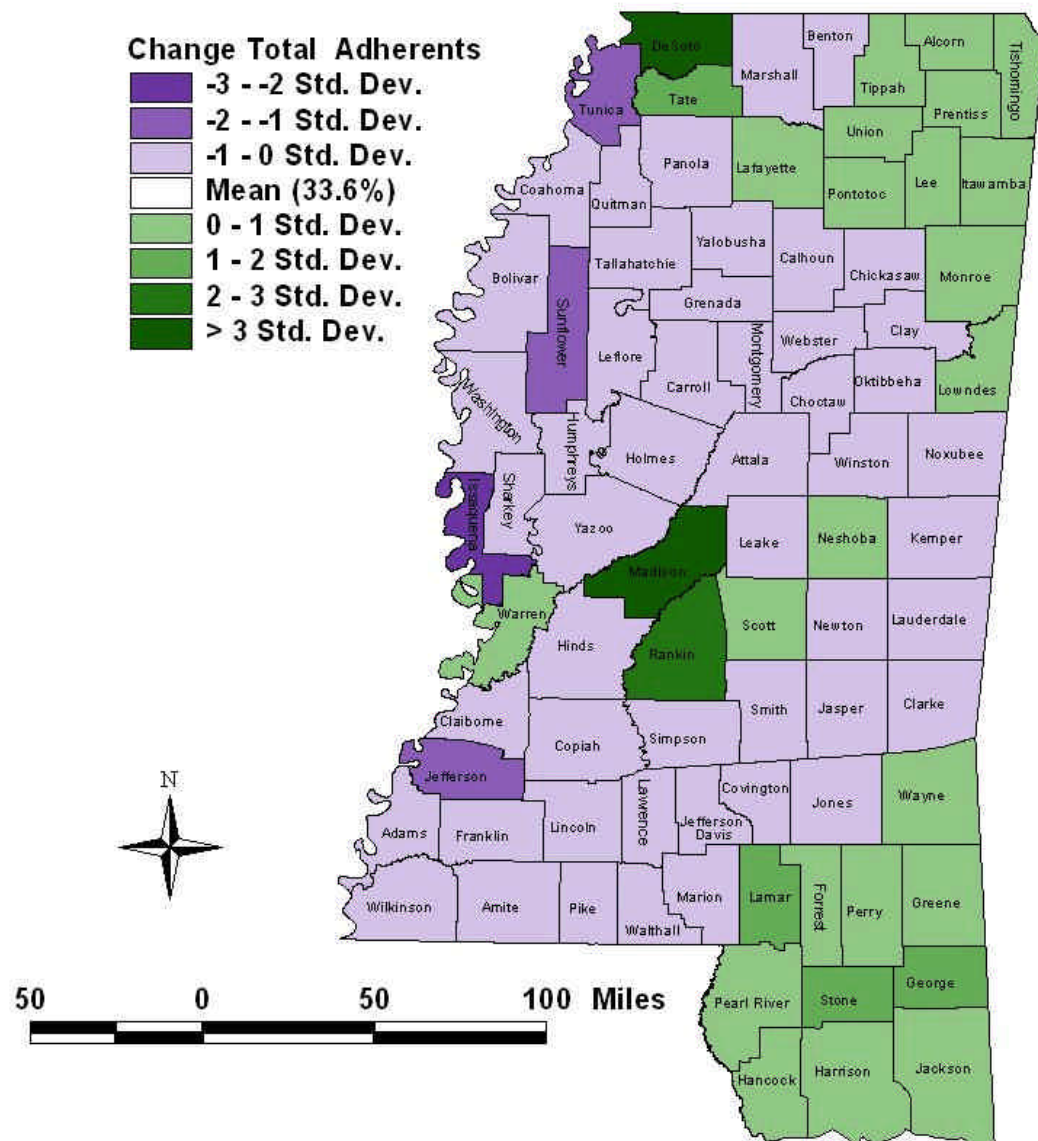 Change Total Adherents
-3 - -2 Std. Dev.
-2 - -1 Std. Dev.
-1 - 0 Std. Dev.
Mean (33.6%)
0 - 1 Std. Dev.
1 - 2 Std. Dev.
2 - 3 Std. Dev.
> 3 Std. Dev.
DeSoto
Benton
Marshall
Alcorn
Tishomingo
Tippah
Tunica
Tate
Prentiss
Union
Panola
Lafayette
Coahoma
Quitman
Pontotoc
Lee
Itawamba
Bolivar
Tallahatchie
Yalobusha
Calhoun
Chickasaw
Monroe
Sunflower
Grenada
Leflore
Montgomery
Webster
Clay
Carroll
Choctaw
Oktibbeha
Lowndes
Washington
Humphreys
Holmes
Attala
Winston
Noxubee
Issaquena
Sharkey
Yazoo
Leake
Neshoba
Kemper
Madison
Warren
Hinds
Rankin
Scott
Newton
Lauderdale
Claiborne
Copiah
Simpson
Smith
Jasper
Clarke
Jefferson
Lawrence
Covington
Jones
Wayne
Adams
Franklin
Lincoln
Jefferson
Davis
Wilkinson
Amite
Pike
Walthall
Marion
Lamar
Forrest
Perry
Greene
Pearl River
Stone
George
Hancock
Harrison
Jackson
N
50 0 50 100 Miles